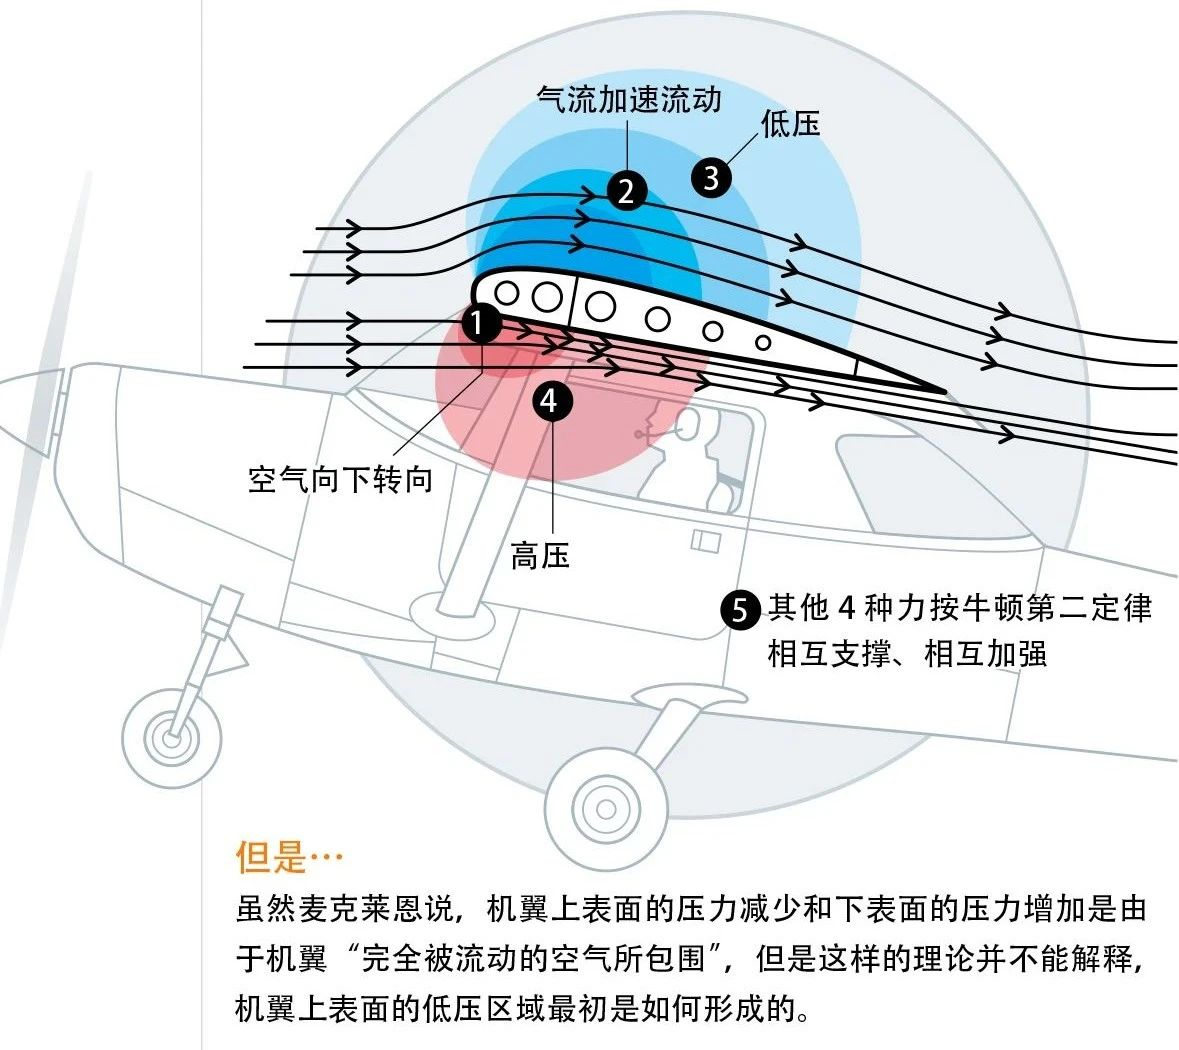 气流加速流动
低压
3
2
1
4
空气向下转向
高压
5 其他 4 种力按牛顿第二定律
相互支撑、相互加强
但是…
虽然麦克莱恩说，机翼上表面的压力减少和下表面的压力增加是由
于机翼“完全被流动的空气所包围”，但是这样的理论并不能解释，
机翼上表面的低压区域最初是如何形成的。